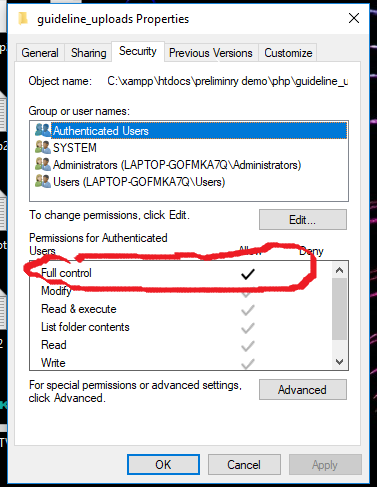 guideline_uploads Properties
General Sharing Security Previous Versions Customize
Object name: C:\xampp\htdocs\preliminry demo\php\guideline_u
Group or user names:
Authenticated Users
SYSTEM
Administrators (LAPTOP-GOFMKA7Q\Administrators)
Users (LAPTOP-GOFMKA7Q\Users)
To change permissions, click Edit.
Edit...
Permissions for Authenticated
Users Allow Deny
Full control
Modify
Read & execute
List folder contents
Read
Write
For special permissions or advanced settings,
click Advanced.
Advanced
OK Cancel Apply